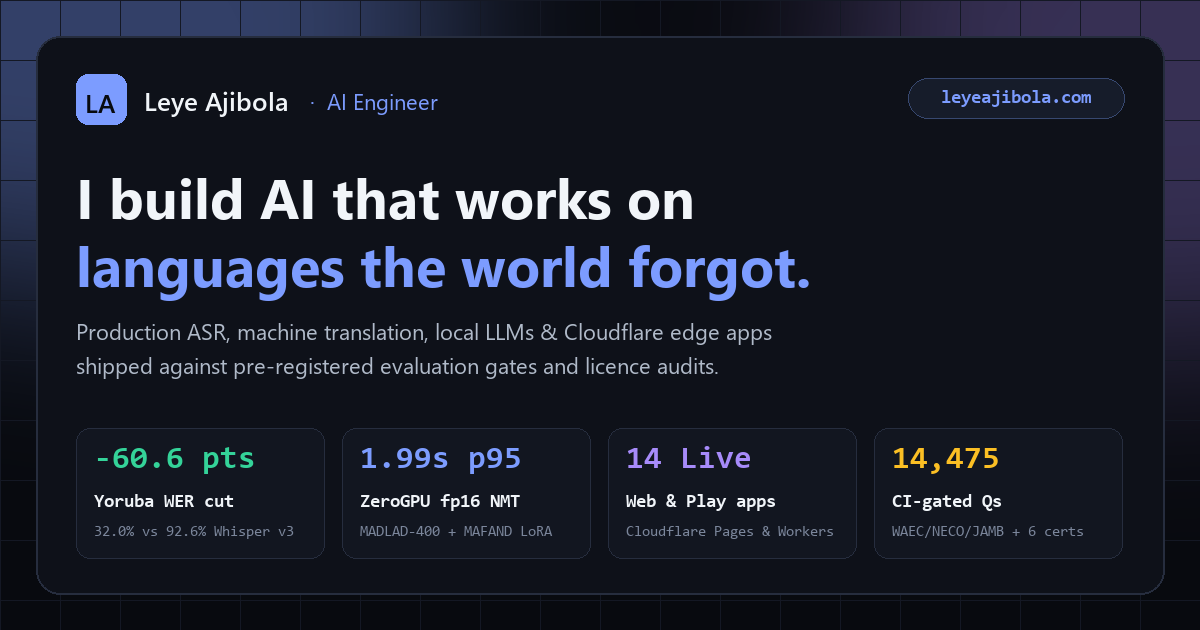 LA Leye Ajibola · AI Engineer leyeajibola.com
I build AI that works on
languages the world forgot.
Production ASR, machine translation, local LLMs & Cloudflare edge apps
shipped against pre-registered evaluation gates and licence audits.
-60.6 pts
Yoruba WER cut
32.0% vs 92.6% Whisper v3
1.99s p95
ZeroGPU fp16 NMT
MADLAD-400 + MAFAND LoRA
14 Live
Web & Play apps
Cloudflare Pages & Workers
14,475
CI-gated Qs
WAEC/NECO/JAMB + 6 certs